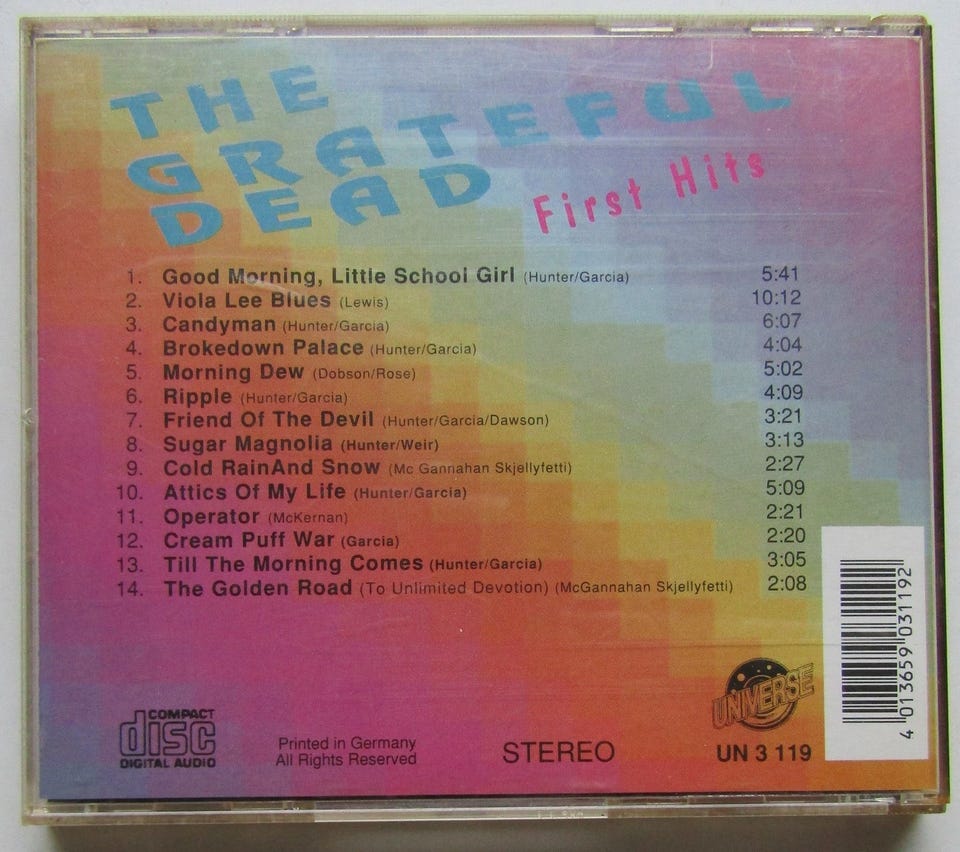 THE
GRATEFUL
DEAD
First Hits
1. Good Morning, Little School Girl (Hunter/Garcia) 5:41
2. Viola Lee Blues (Lewis) 10:12
3. Candyman (Hunter/Garcia) 6:07
4. Brokedown Palace (Hunter/Garcia) 4:04
5. Morning Dew (Dobson/Rose) 5:02
6. Ripple (Hunter/Garcia) 4:09
7. Friend Of The Devil (Hunter/Garcia/Dawson) 3:21
8. Sugar Magnolia (Hunter/Weir) 3:13
9. Cold RainAnd Snow (Mc Gannahan Skjellyfetti) 2:27
10. Attics Of My Life (Hunter/Garcia) 5:09
11. Operator (McKernan) 2:21
12. Cream Puff War (Garcia) 2:20
13. Till The Morning Comes (Hunter/Garcia) 3:05
14. The Golden Road (To Unlimited Devotion) (McGannahan Skjellyfetti) 2:08
COMPACT
disc
DIGITAL AUDIO
Printed in Germany
All Rights Reserved
STEREO
UNIVERSE
UN 3 119
4 013659 031192